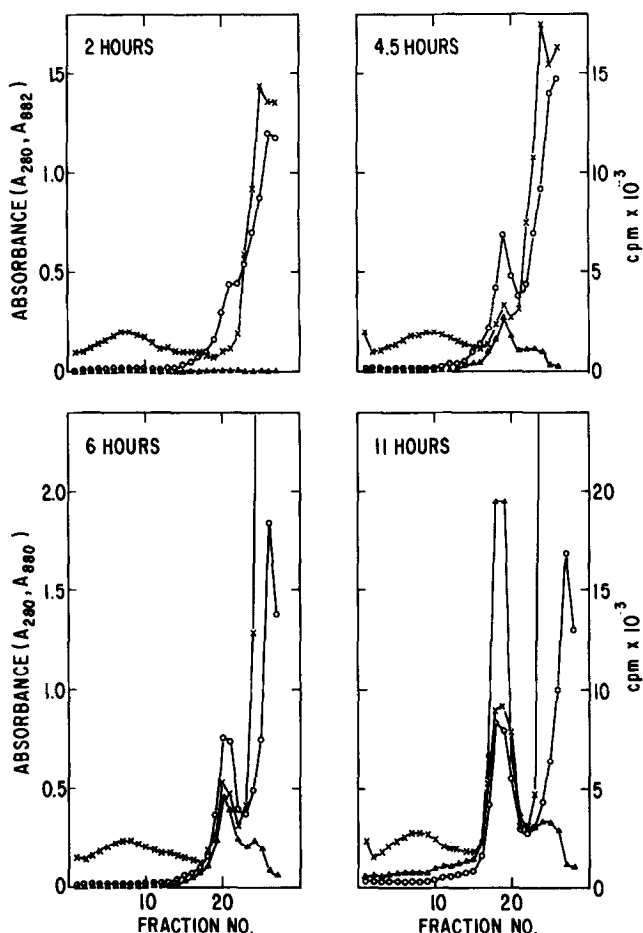 2 HOURS
4.5 HOURS
ABSORBANCE (A280, A882)
1.5
1.0
0.5
0
15
10
5
0
cpm x 10-3
6 HOURS
11 HOURS
ABSORBANCE (A280, A880)
2.0
1.5
1.0
0.5
0
20
15
10
5
0
cpm x 10-3
10
20
10
20
FRACTION NO.
FRACTION NO.